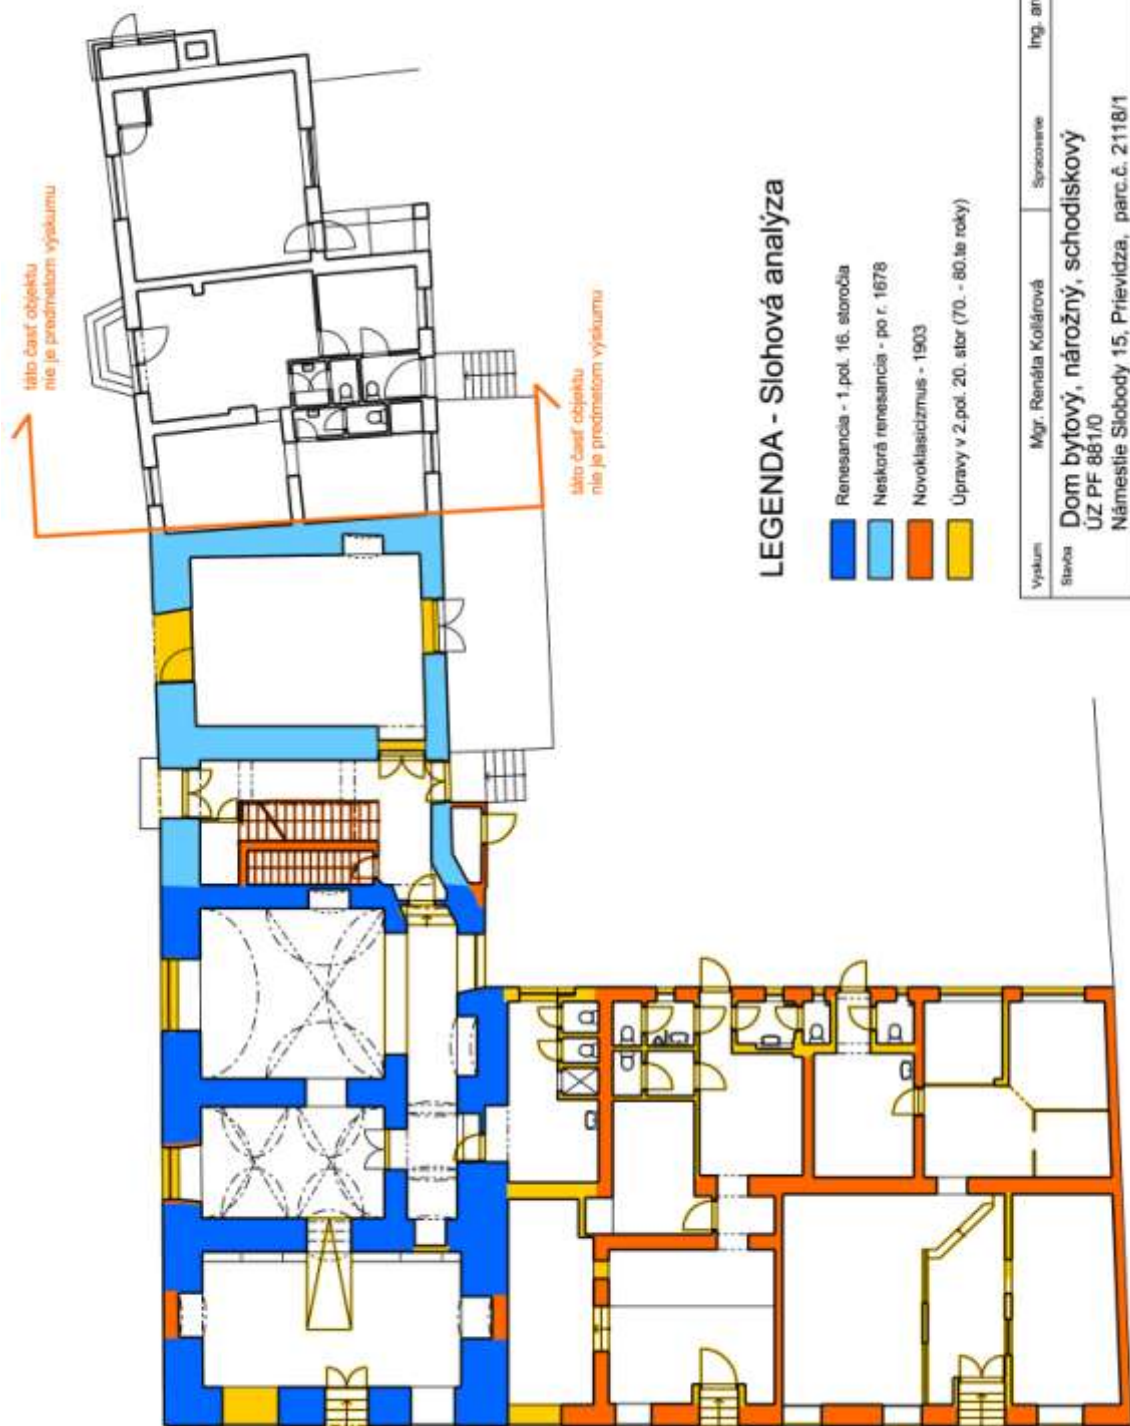 táto časť objektu
nie je predmetom výskumu
táto časť objektu
nie je predmetom výskumu
LEGENDA - Slohová analýza
Renesancia - 1.pol. 16. storočia
Neskorá renesancia - po r. 1678
Novoklasicizmus - 1903
Úpravy v 2.pol. 20. stor (70. - 80.te roky)
Výskum Mgr. Renáta Kollárová Spracovanie Ing.
Stavba Dom bytový, nárožný, schodiskový
ÚZ PF 881/0
Námestie Slobody 15, Prievidza, parc.č. 2118/1